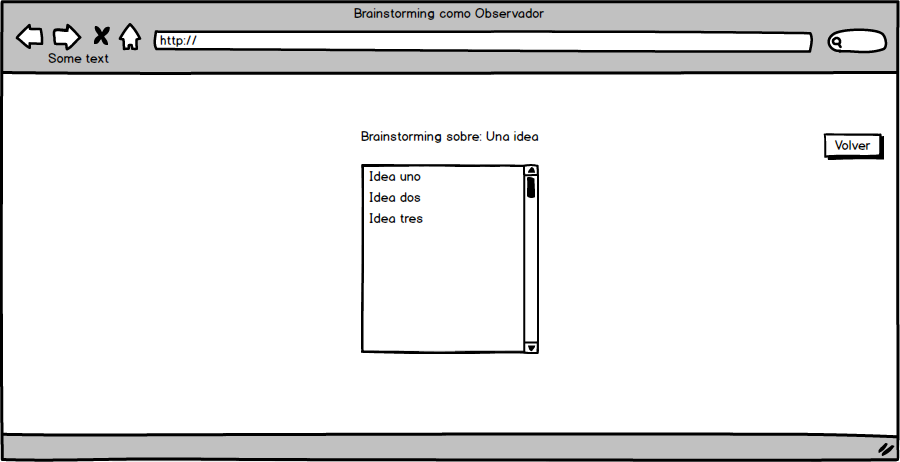 Brainstorming como Observador
http://
Some text
Brainstorming sobre: Una idea
Volver
Idea uno
Idea dos
Idea tres